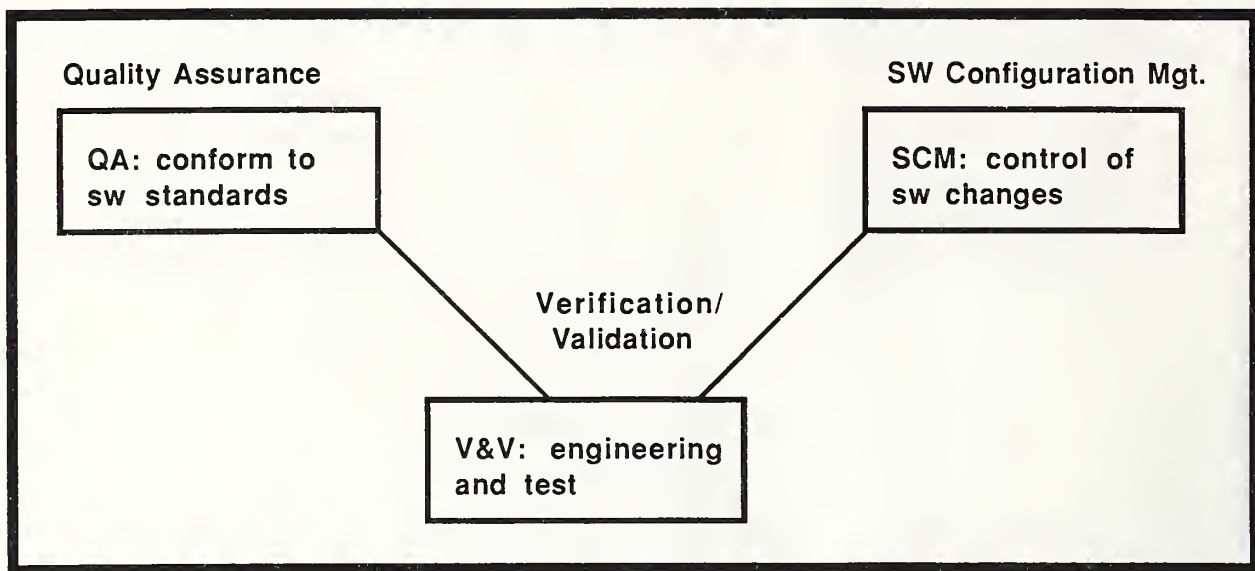 Quality Assurance
SW Configuration Mgt.
QA: conform to
sw standards
SCM: control of
sw changes
Verification/
Validation
V&V: engineering
and test